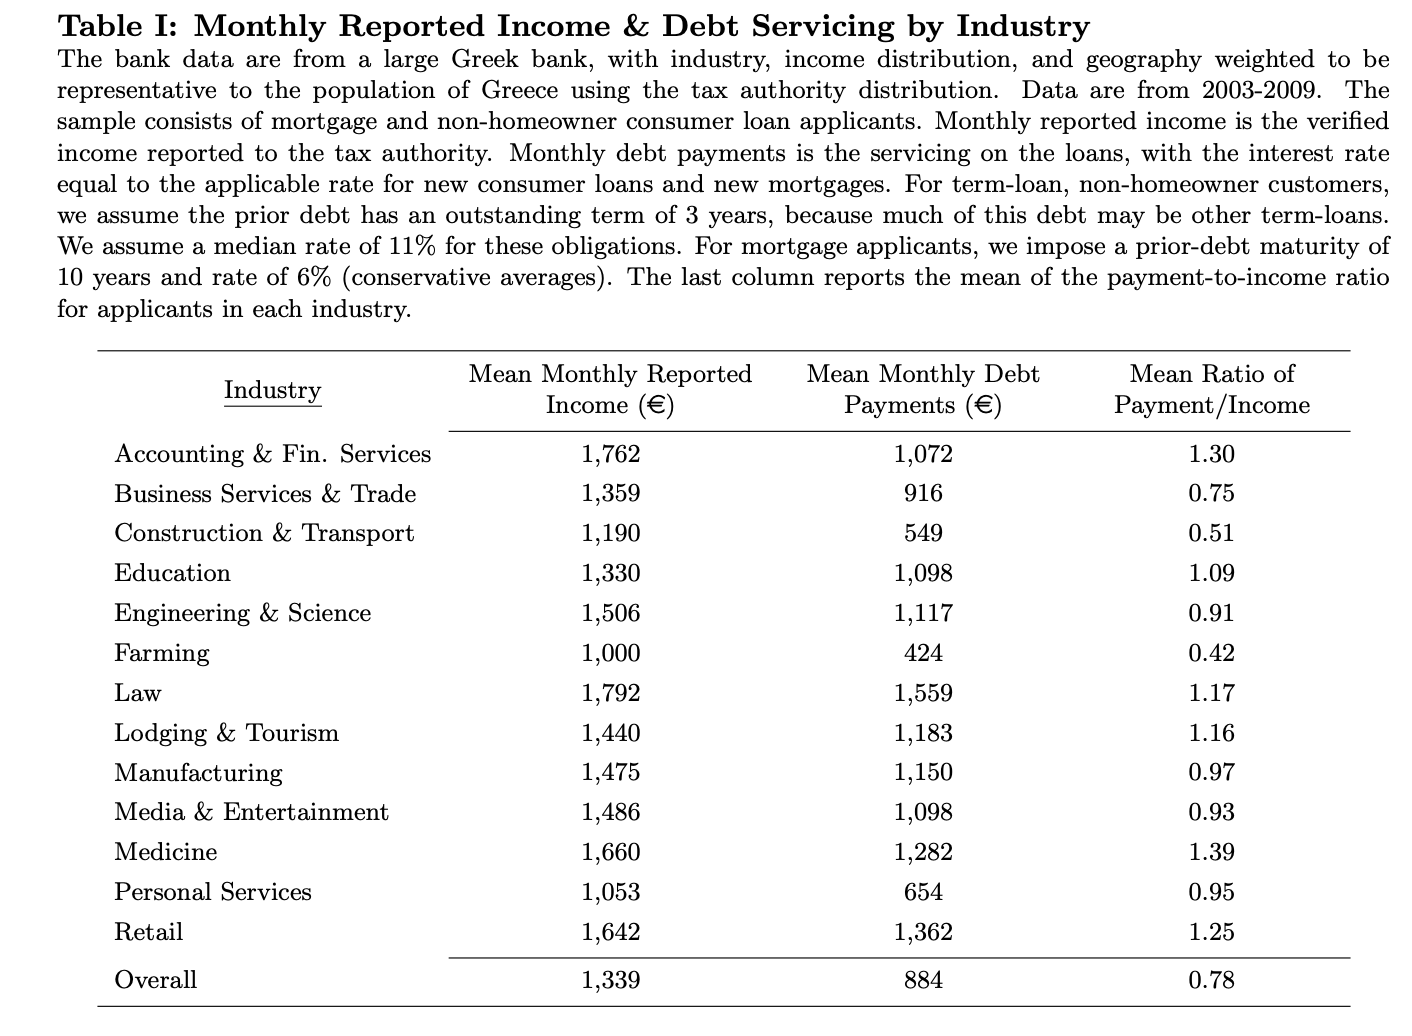 Table I: Monthly Reported Income & Debt Servicing by Industry
The bank data are from a large Greek bank, with industry, income distribution, and geography weighted to be
representative to the population of Greece using the tax authority distribution. Data are from 2003-2009. The
sample consists of mortgage and non-homeowner consumer loan applicants. Monthly reported income is the verified
income reported to the tax authority. Monthly debt payments is the servicing on the loans, with the interest rate
equal to the applicable rate for new consumer loans and new mortgages. For term-loan, non-homeowner customers,
we assume the prior debt has an outstanding term of 3 years, because much of this debt may be other term-loans.
We assume a median rate of 11% for these obligations. For mortgage applicants, we impose a prior-debt maturity of
10 years and rate of 6% (conservative averages). The last column reports the mean of the payment-to-income ratio
for applicants in each industry.
Industry Mean Monthly Reported Mean Monthly Debt Mean Ratio of
Income (€) Payments (€) Payment/Income
Accounting & Fin. Services 1,762 1,072 1.30
Business Services & Trade 1,359 916 0.75
Construction & Transport 1,190 549 0.51
Education 1,330 1,098 1.09
Engineering & Science 1,506 1,117 0.91
Farming 1,000 424 0.42
Law 1,792 1,559 1.17
Lodging & Tourism 1,440 1,183 1.16
Manufacturing 1,475 1,150 0.97
Media & Entertainment 1,486 1,098 0.93
Medicine 1,660 1,282 1.39
Personal Services 1,053 654 0.95
Retail 1,642 1,362 1.25
Overall 1,339 884 0.78